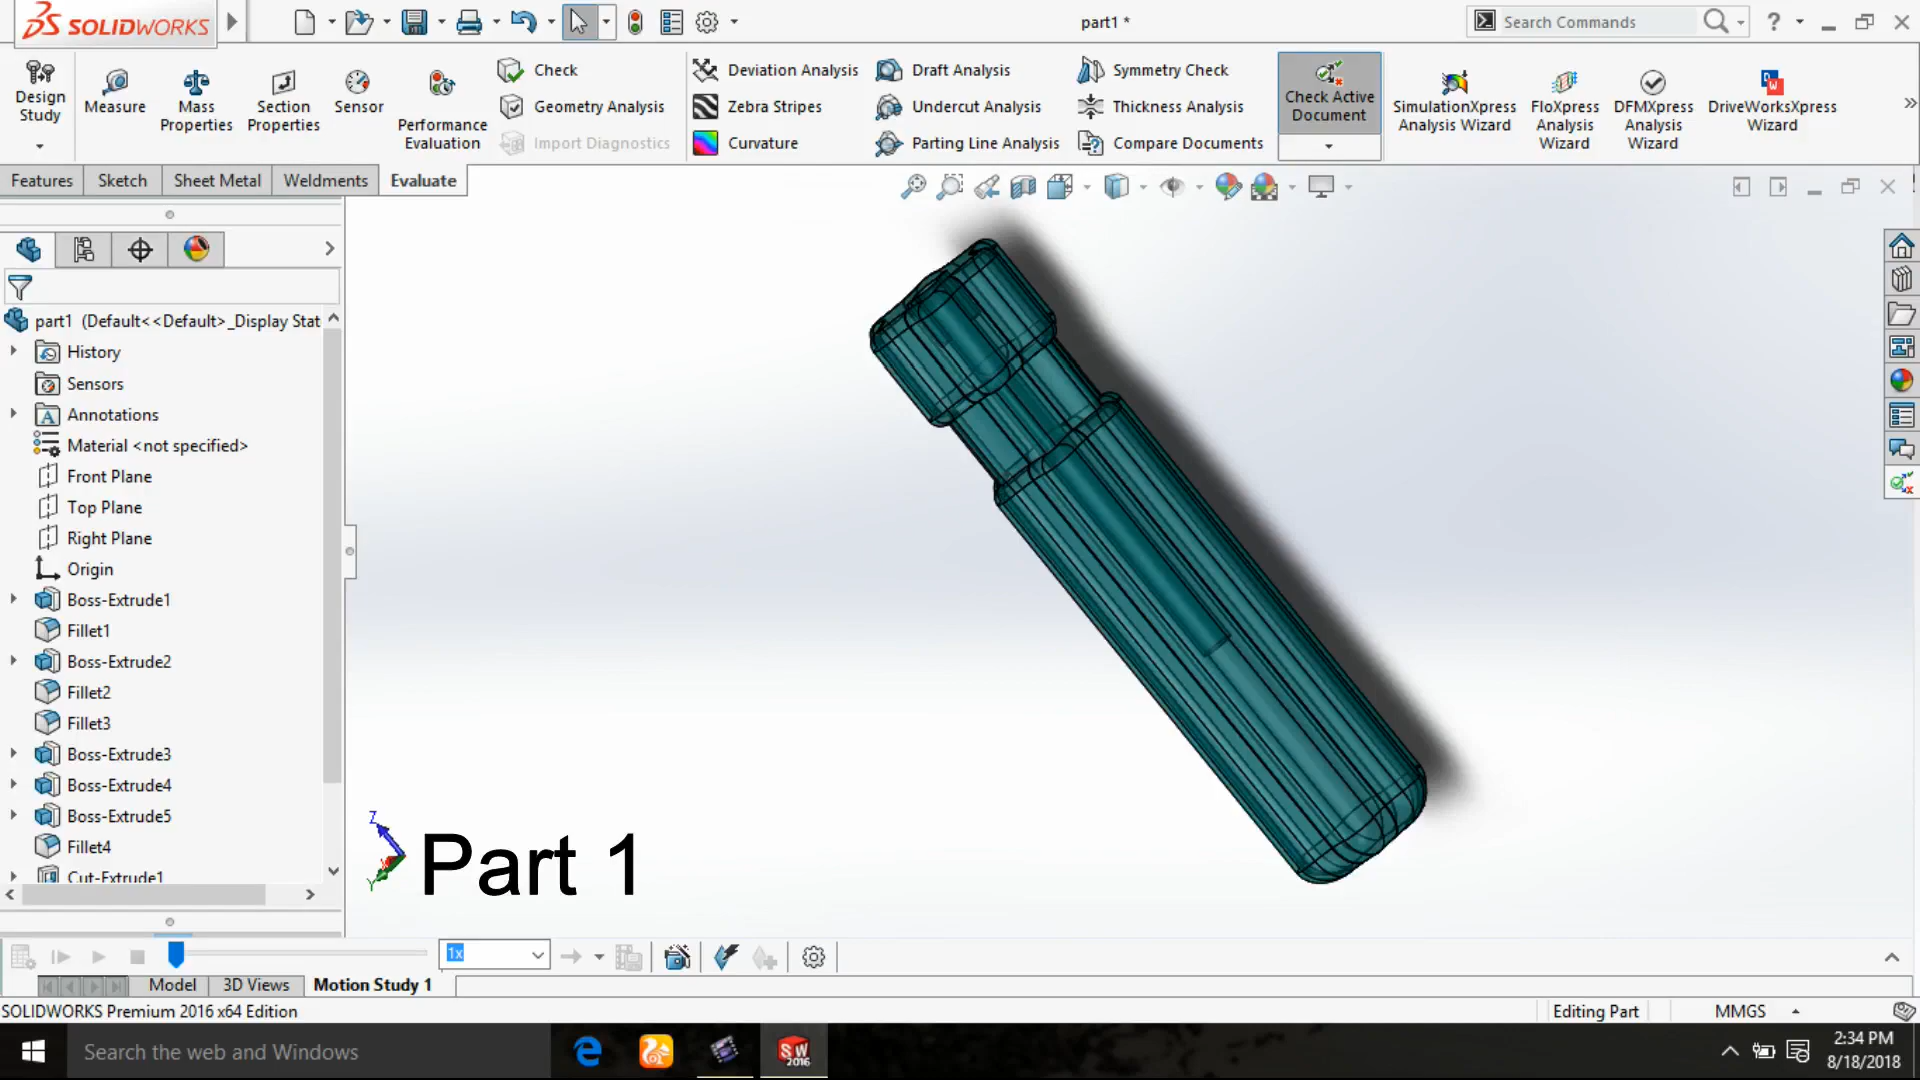 SOLIDWORKS
part1 *
Search Commands
Design Study
Measure
Mass Properties
Section Properties
Sensor
Performance Evaluation
Check
Geometry Analysis
Import Diagnostics
Deviation Analysis
Zebra Stripes
Curvature
Draft Analysis
Undercut Analysis
Parting Line Analysis
Symmetry Check
Thickness Analysis
Compare Documents
Check Active Document
SimulationXpress Analysis Wizard
FloXpress Analysis Wizard
DFMXpress Analysis Wizard
DriveWorksXpress Wizard
Features
Sketch
Sheet Metal
Weldments
Evaluate
part1 (Default<<Default>_Display Stat
History
Sensors
Annotations
Material <not specified>
Front Plane
Top Plane
Right Plane
Origin
Boss-Extrude1
Fillet1
Boss-Extrude2
Fillet2
Fillet3
Boss-Extrude3
Boss-Extrude4
Boss-Extrude5
Fillet4
Cut-Extrude1
Z
X
Y
Part 1
1x
Model
3D Views
Motion Study 1
SOLIDWORKS Premium 2016 x64 Edition
Editing Part
MMGS
Search the web and Windows
SW 2016
2:34 PM
8/18/2018